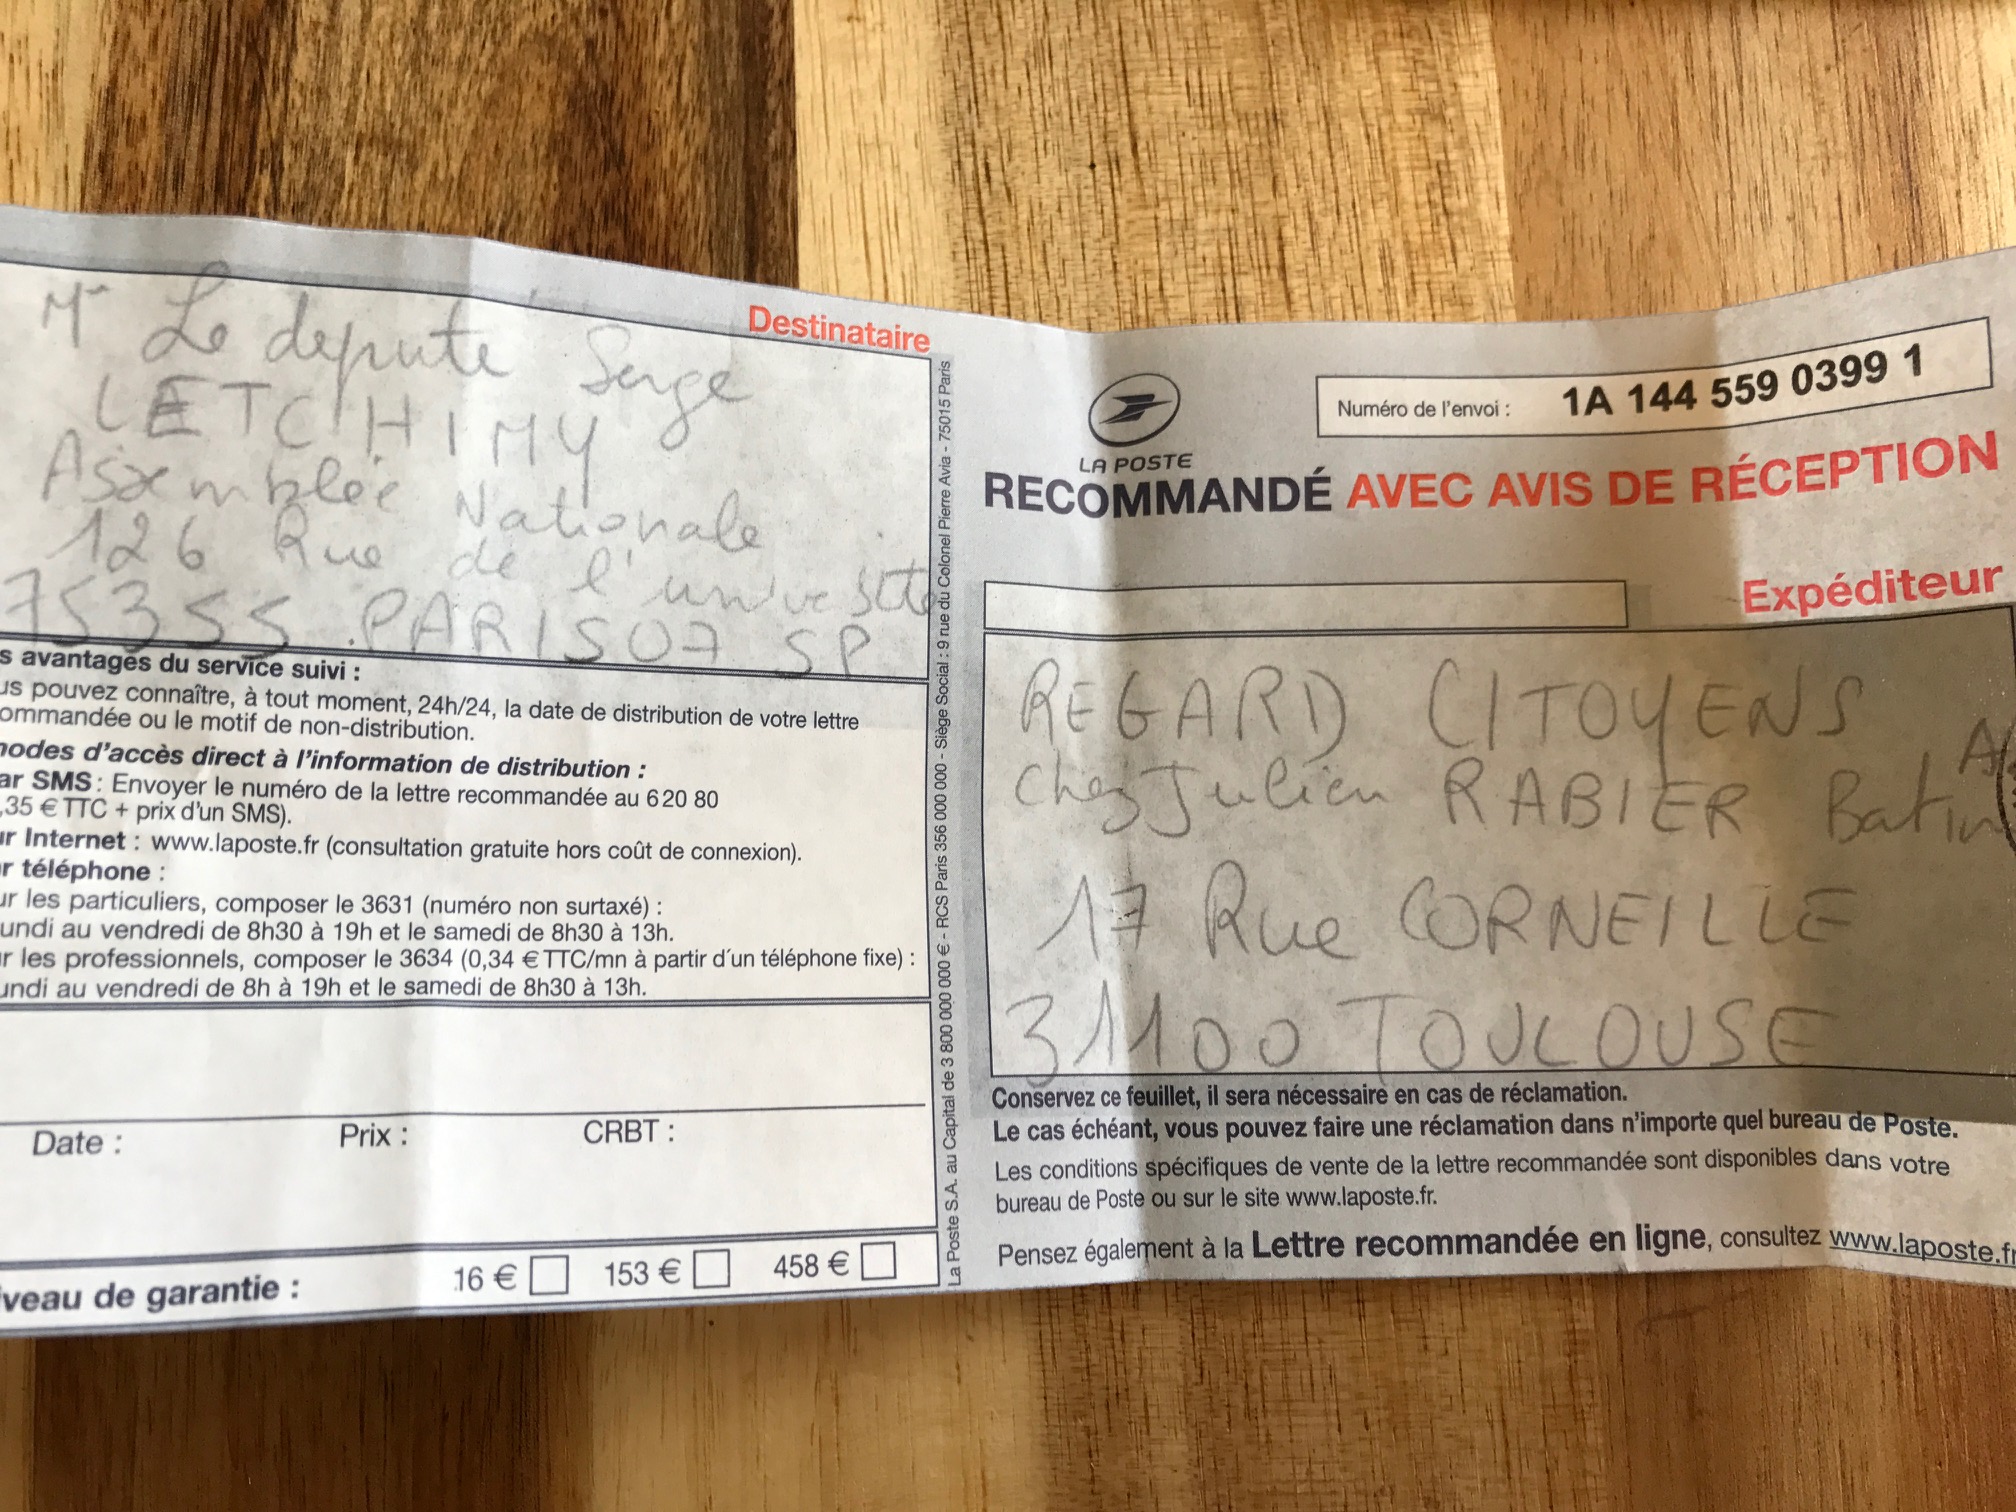 Destinataire
Mr Le député Serge
LETCHIMY
Assemblée Nationale
126 Rue de l'université
75355 PARIS 07 SP
s avantages du service suivi :
us pouvez connaître, à tout moment, 24h/24, la date de distribution de votre lettre
ommandée ou le motif de non-distribution.
nodes d'accès direct à l'information de distribution :
ar SMS : Envoyer le numéro de la lettre recommandée au 6 20 80
,35 € TTC + prix d'un SMS).
ar Internet : www.laposte.fr (consultation gratuite hors coût de connexion).
r téléphone :
ur les particuliers, composer le 3631 (numéro non surtaxé) :
undi au vendredi de 8h30 à 19h et le samedi de 8h30 à 13h.
r les professionnels, composer le 3634 (0,34 € TTC/mn à partir d'un téléphone fixe) :
undi au vendredi de 8h à 19h et le samedi de 8h30 à 13h.
Date : Prix : CRBT :
iveau de garantie : 16 € 153 € 458 €
La Poste S.A. au Capital de 3 800 000 000 € - RCS Paris 356 000 000 - Siège Social : 9 rue du Colonel Pierre Avia - 75015 Paris
LA POSTE
Numéro de l'envoi : 1A 144 559 0399 1
RECOMMANDÉ AVEC AVIS DE RÉCEPTION
Expéditeur
REGARD CITOYENS
chez Julien RABIER Bat
17 Rue CORNEILLE
31100 TOULOUSE
Conservez ce feuillet, il sera nécessaire en cas de réclamation.
Le cas échéant, vous pouvez faire une réclamation dans n'importe quel bureau de Poste.
Les conditions spécifiques de vente de la lettre recommandée sont disponibles dans votre
bureau de Poste ou sur le site www.laposte.fr.
Pensez également à la Lettre recommandée en ligne, consultez www.laposte.fr